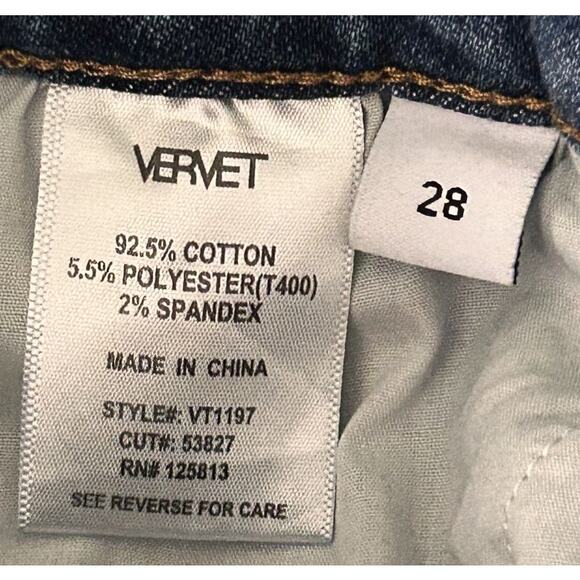 VERVET
92.5% COTTON
5.5% POLYESTER(T400)
2% SPANDEX
MADE IN CHINA
STYLE#: VT1197
CUT#: 53827
RN# 125813
SEE REVERSE FOR CARE
28